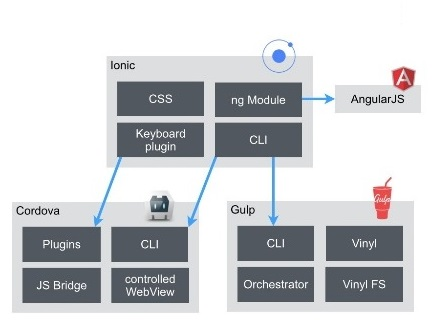 Ionic
CSS
ng Module
AngularJS
Keyboard
plugin
CLI
Cordova
Plugins
CLI
JS Bridge
controlled
WebView
Gulp
Gulp
CLI
Vinyl
Orchestrator
Vinyl FS
A